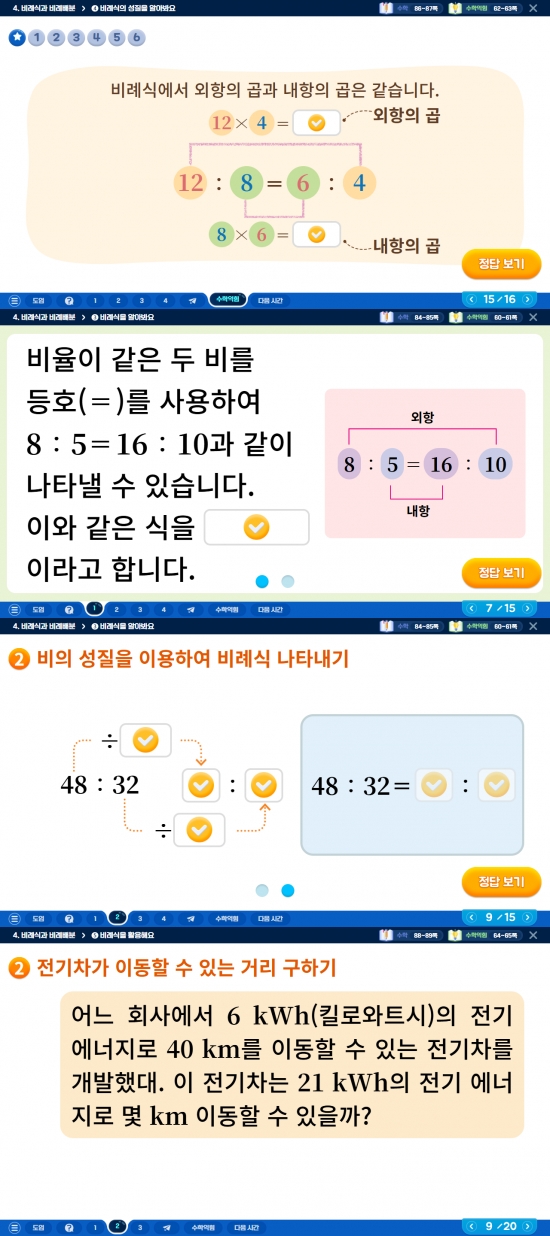 4. 비례식과 비례배분 > ❹ 비례식의 성질을 알아봐요 수학 86~87쪽 수학익힘 62~63쪽
★ 1 2 3 4 5 6
비례식에서 외항의 곱과 내항의 곱은 같습니다.
12 × 4 = 외항의 곱
12 : 8 = 6 : 4
8 × 6 = 내항의 곱
정답 보기
도입 ? 1 2 3 4 수학익힘 다음 시간 15 / 16
4. 비례식과 비례배분 > ❸ 비례식을 알아봐요 수학 84~85쪽 수학익힘 60~61쪽
비율이 같은 두 비를
등호(=)를 사용하여
8 : 5=16 : 10과 같이
나타낼 수 있습니다.
이와 같은 식을
이라고 합니다.
외항
8 : 5 = 16 : 10
내항
정답 보기
도입 ? 1 2 3 4 수학익힘 다음 시간 7 / 15
4. 비례식과 비례배분 > ❸ 비례식을 알아봐요 수학 84~85쪽 수학익힘 60~61쪽
2 비의 성질을 이용하여 비례식 나타내기
÷
48 : 32 :
÷
48 : 32= :
정답 보기
도입 ? 1 2 3 4 수학익힘 다음 시간 9 / 15
4. 비례식과 비례배분 > ❺ 비례식을 활용해요 수학 88~89쪽 수학익힘 64~65쪽
2 전기차가 이동할 수 있는 거리 구하기
어느 회사에서 6 kWh(킬로와트시)의 전기
에너지로 40 km를 이동할 수 있는 전기차를
개발했대. 이 전기차는 21 kWh의 전기 에너
지로 몇 km 이동할 수 있을까?
도입 ? 1 2 3 수학익힘 다음 시간 9 / 20